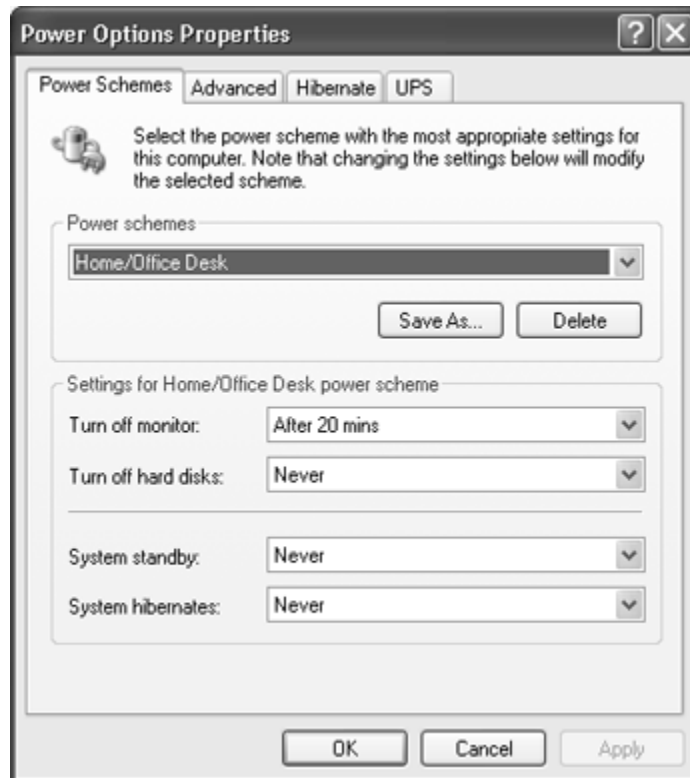 Power Options Properties
Power Schemes Advanced Hibernate UPS
Select the power scheme with the most appropriate settings for
this computer. Note that changing the settings below will modify
the selected scheme.
Power schemes
Home/Office Desk
Save As... Delete
Settings for Home/Office Desk power scheme
Turn off monitor: After 20 mins
Turn off hard disks: Never
System standby: Never
System hibernates: Never
OK Cancel Apply